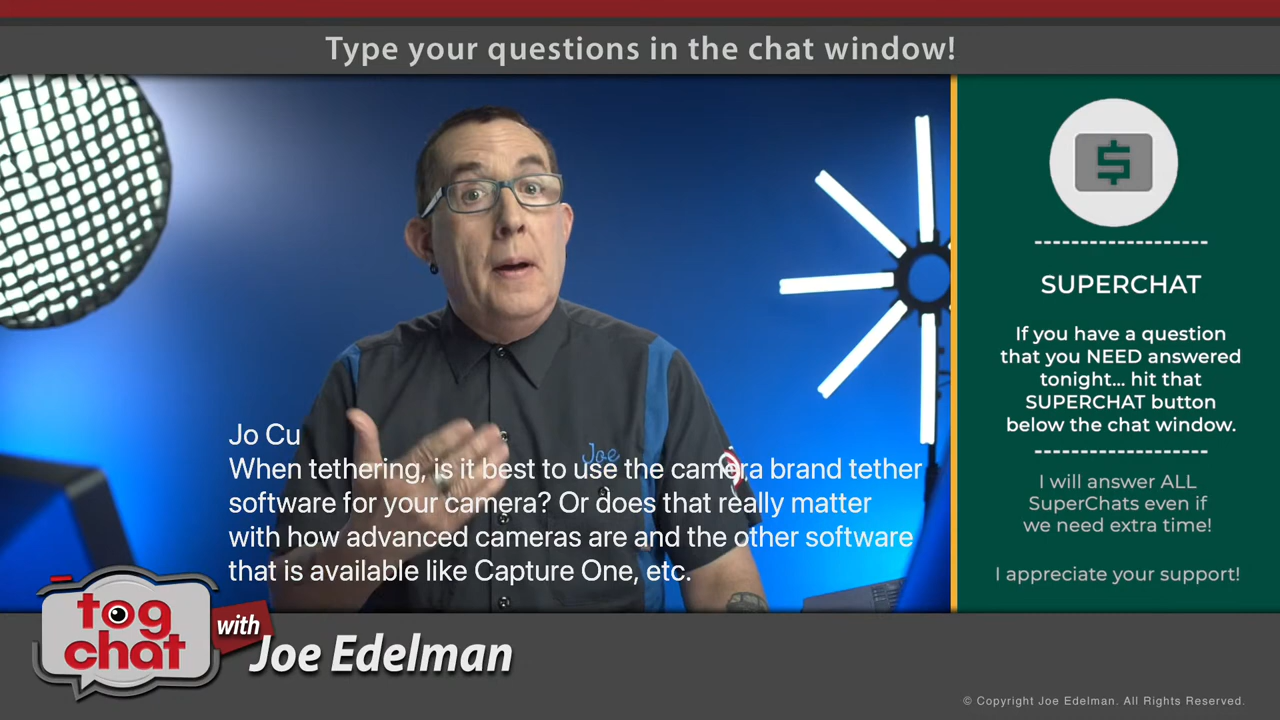 Type your questions in the chat window!
SUPERCHAT
If you have a question
that you NEED answered
tonight... hit that
SUPERCHAT button
below the chat window.
I will answer ALL
SuperChats even if
we need extra time!
I appreciate your support!
Joe
Jo Cu
When tethering, is it best to use the camera brand tether
software for your camera? Or does that really matter
with how advanced cameras are and the other software
that is available like Capture One, etc.
tog
chat
with
Joe Edelman
© Copyright Joe Edelman. All Rights Reserved.